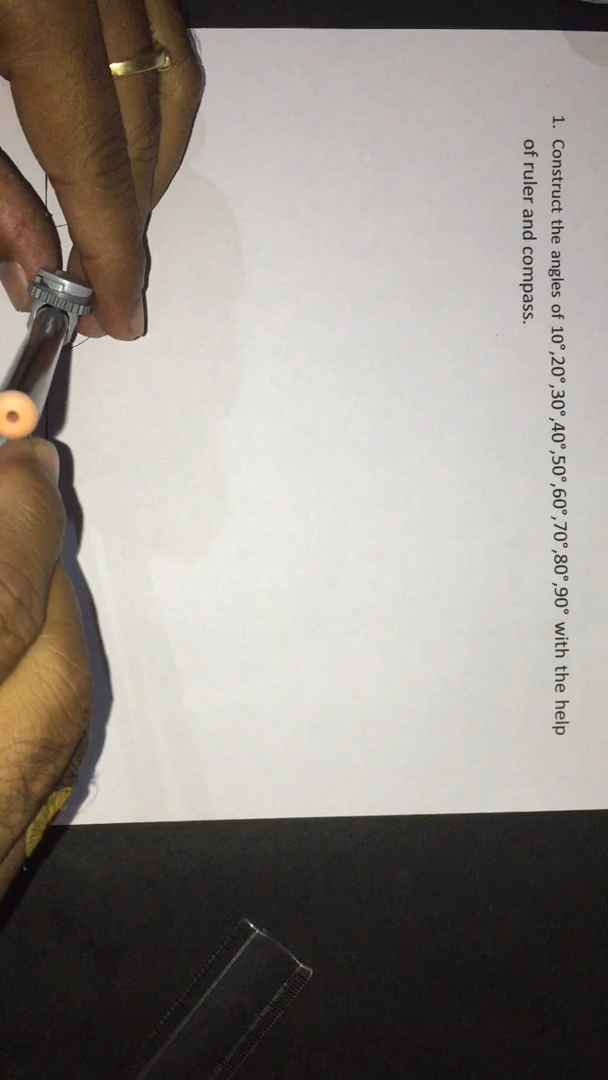 1. Construct the angles of 10°,20°,30°,40°,50°,60°,70°,80°,90° with the help
of ruler and compass.